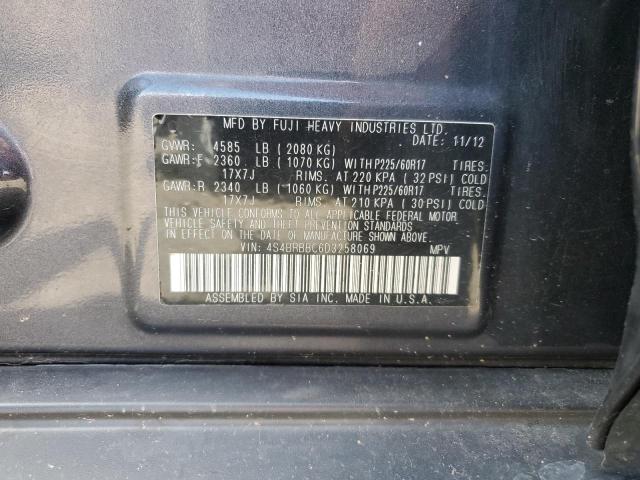 MFD BY FUJI HEAVY INDUSTRIES LTD.
DATE: 11/12
GVWR: 4585 LB ( 2080 KG)
GAWR:F 2360 LB ( 1070 KG) WITH P225/60R17 TIRES.
17X7J RIMS. AT 220 KPA ( 32 PSI) COLD
GAWR:R 2340 LB ( 1060 KG) WITH P225/60R17 TIRES.
17X7J RIMS. AT 210 KPA ( 30 PSI) COLD
THIS VEHICLE CONFORMS TO ALL APPLICABLE FEDERAL MOTOR
VEHICLE SAFETY AND THEFT PREVENTION STANDARDS IN EFFECT
ON THE DATE OF MANUFACTURE SHOWN ABOVE.
VIN: 4S4BRBBC6D3258069 MPV
ASSEMBLED BY SIA INC. MADE IN U.S.A.